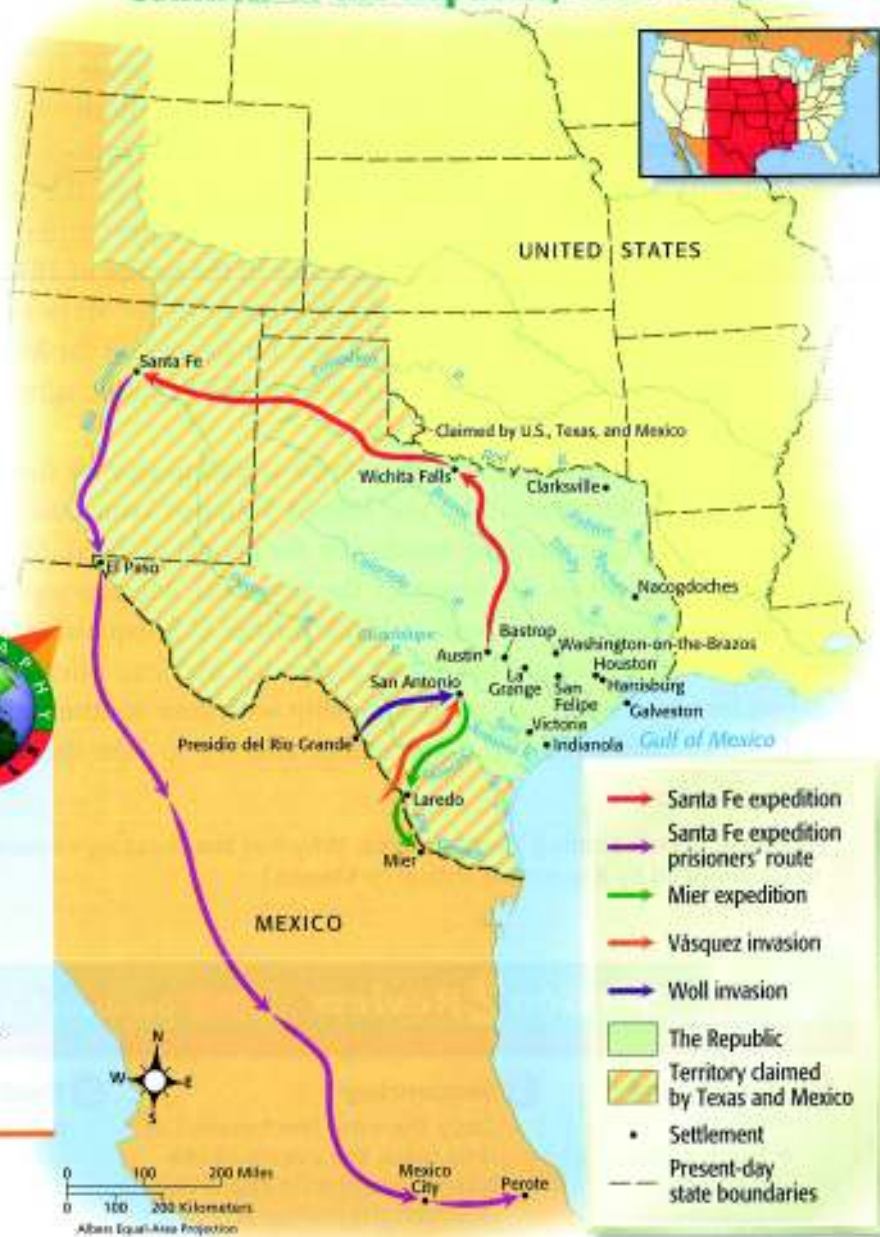 UNITED STATES
Santa Fe
Claimed by U.S., Texas, and Mexico
Red R.
Wichita Falls
Clarksville
El Paso
Colorado
Nacogdoches
Guadalupe
Bastrop
Austin
Washington-on-the-Brazos
La Grange
Houston
San Felipe
Harrisburg
San Antonio
Galveston
Victoria
Presidio del Rio Grande
Indianola
Gulf of Mexico
Laredo
Mier
MEXICO
Santa Fe expedition
Santa Fe expedition
prisioners' route
Mier expedition
Vásquez invasion
Woll invasion
The Republic
Territory claimed
by Texas and Mexico
Settlement
Present-day
state boundaries
N
W E
S
0 100 200 Miles
0 100 200 Kilometers
Albers Equal-Area Projection
Mexico
City
Perote